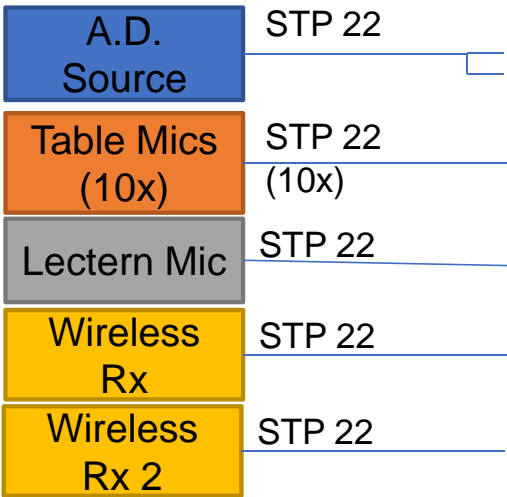 A.D.
Source
STP 22
Table Mics
(10x)
STP 22
(10x)
Lectern Mic
STP 22
Wireless
Rx
STP 22
Wireless
Rx 2
STP 22